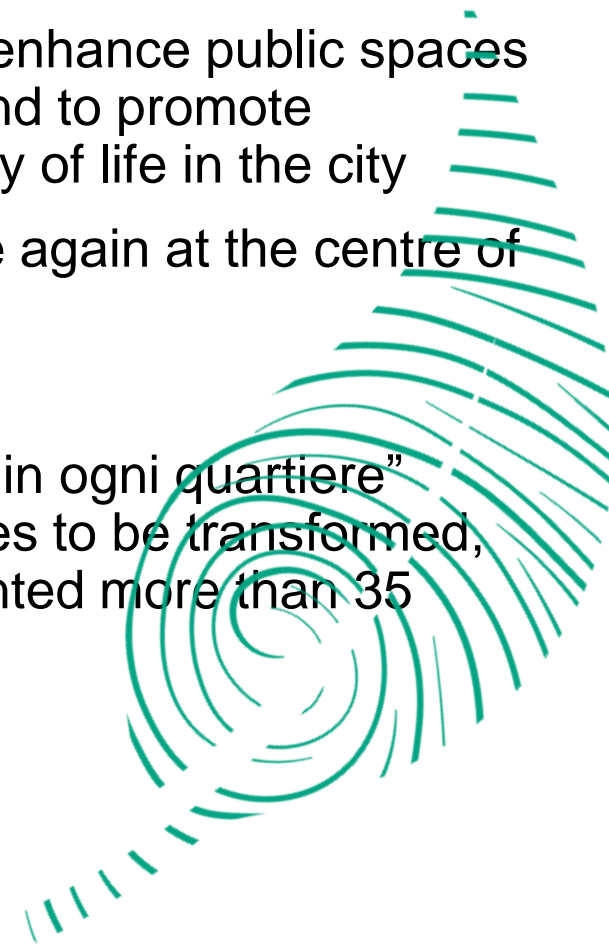 enhance public spaces
nd to promote
y of life in the city
e again at the centre of
in ogni quartiere”
es to be transformed,
nted more than 35